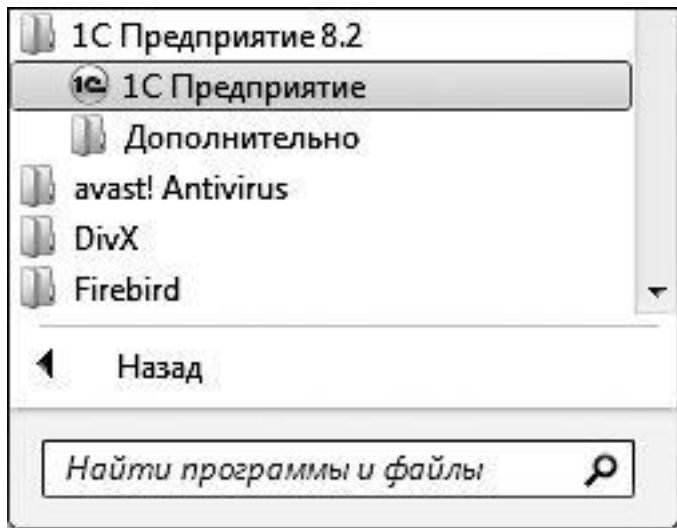 1С Предприятие 8.2
1С Предприятие
Дополнительно
avast! Antivirus
DivX
Firebird
Назад
Найти программы и файлы